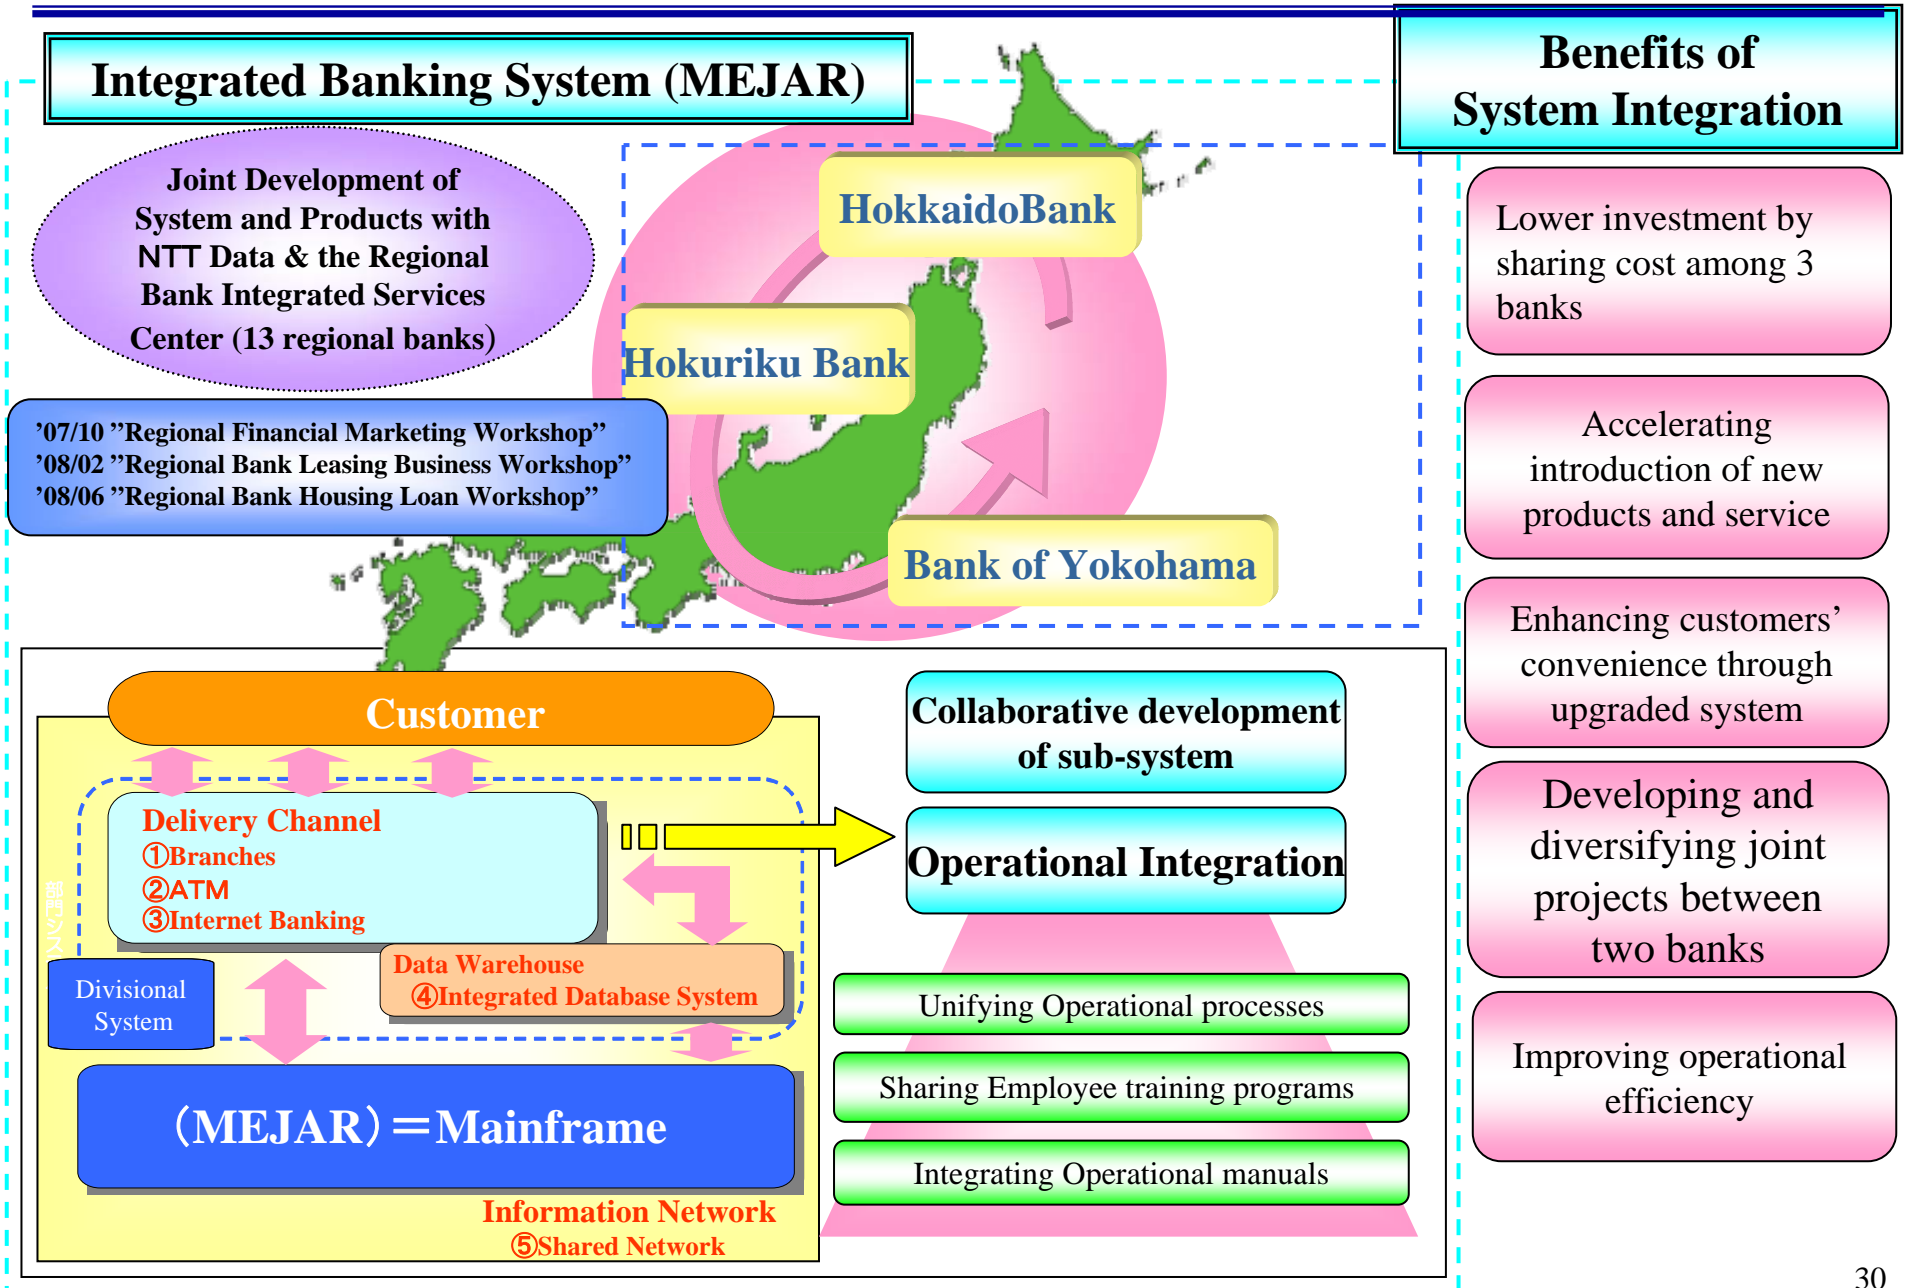 Integrated Banking System (MEJAR)
Benefits of
System Integration
Joint Development of
System and Products with
NTT Data & the Regional
Bank Integrated Services
Center (13 regional banks)
’07/10 ”Regional Financial Marketing Workshop”
’08/02 ”Regional Bank Leasing Business Workshop”
’08/06 ”Regional Bank Housing Loan Workshop”
HokkaidoBank
Hokuriku Bank
Bank of Yokohama
Lower investment by
sharing cost among 3
banks
Accelerating
introduction of new
products and service
Enhancing customers’
convenience through
upgraded system
Developing and
diversifying joint
projects between
two banks
Improving operational
efficiency
Customer
Delivery Channel
①Branches
②ATM
③Internet Banking
Data Warehouse
④Integrated Database System
Divisional
System
（MEJAR）＝Mainframe
Information Network
⑤Shared Network
Collaborative development
of sub-system
Operational Integration
Unifying Operational processes
Sharing Employee training programs
Integrating Operational manuals
30